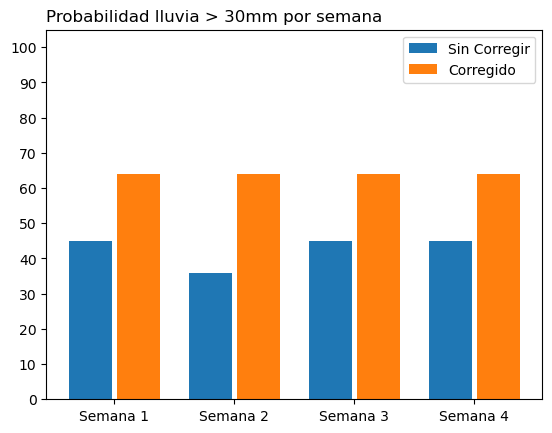 Probabilidad lluvia > 30mm por semana
Sin Corregir
Corregido
100
90
80
70
60
50
40
30
20
10
0
Semana 1
Semana 2
Semana 3
Semana 4